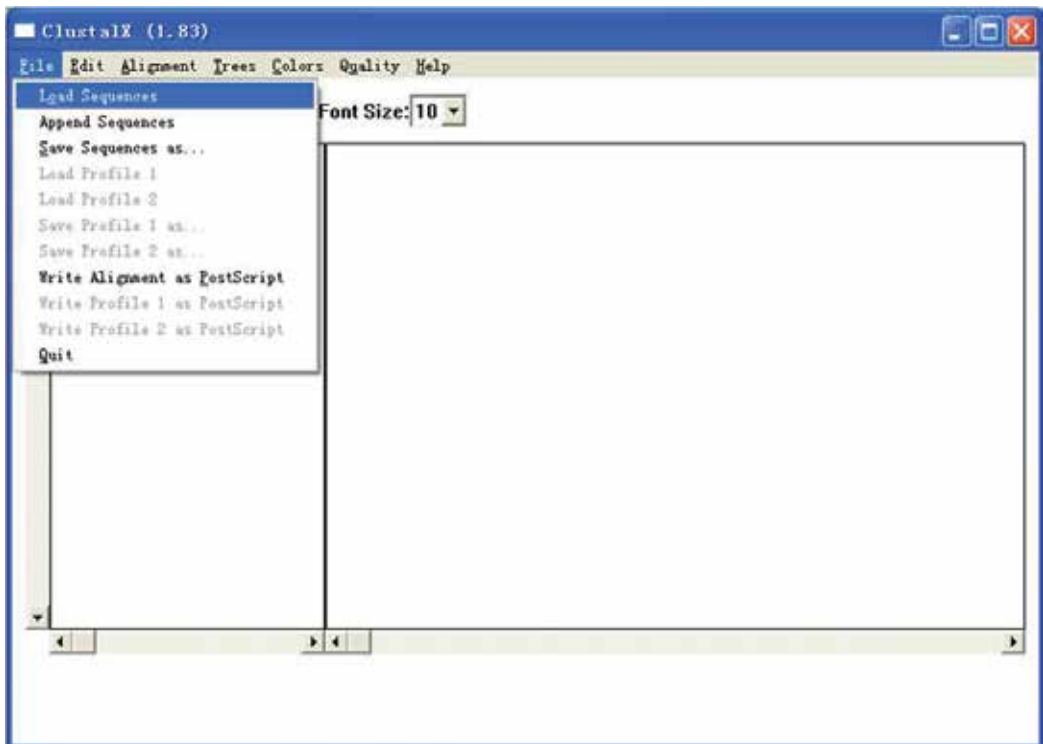 ClustalX (1.83)
File Edit Alignment Trees Colors Quality Help
Load Sequences
Font Size: 10
Append Sequences
Save Sequences as...
Load Profile 1
Load Profile 2
Save Profile 1 as...
Save Profile 2 as...
Write Alignment as PostScript
Write Profile 1 as PostScript
Write Profile 2 as PostScript
Quit